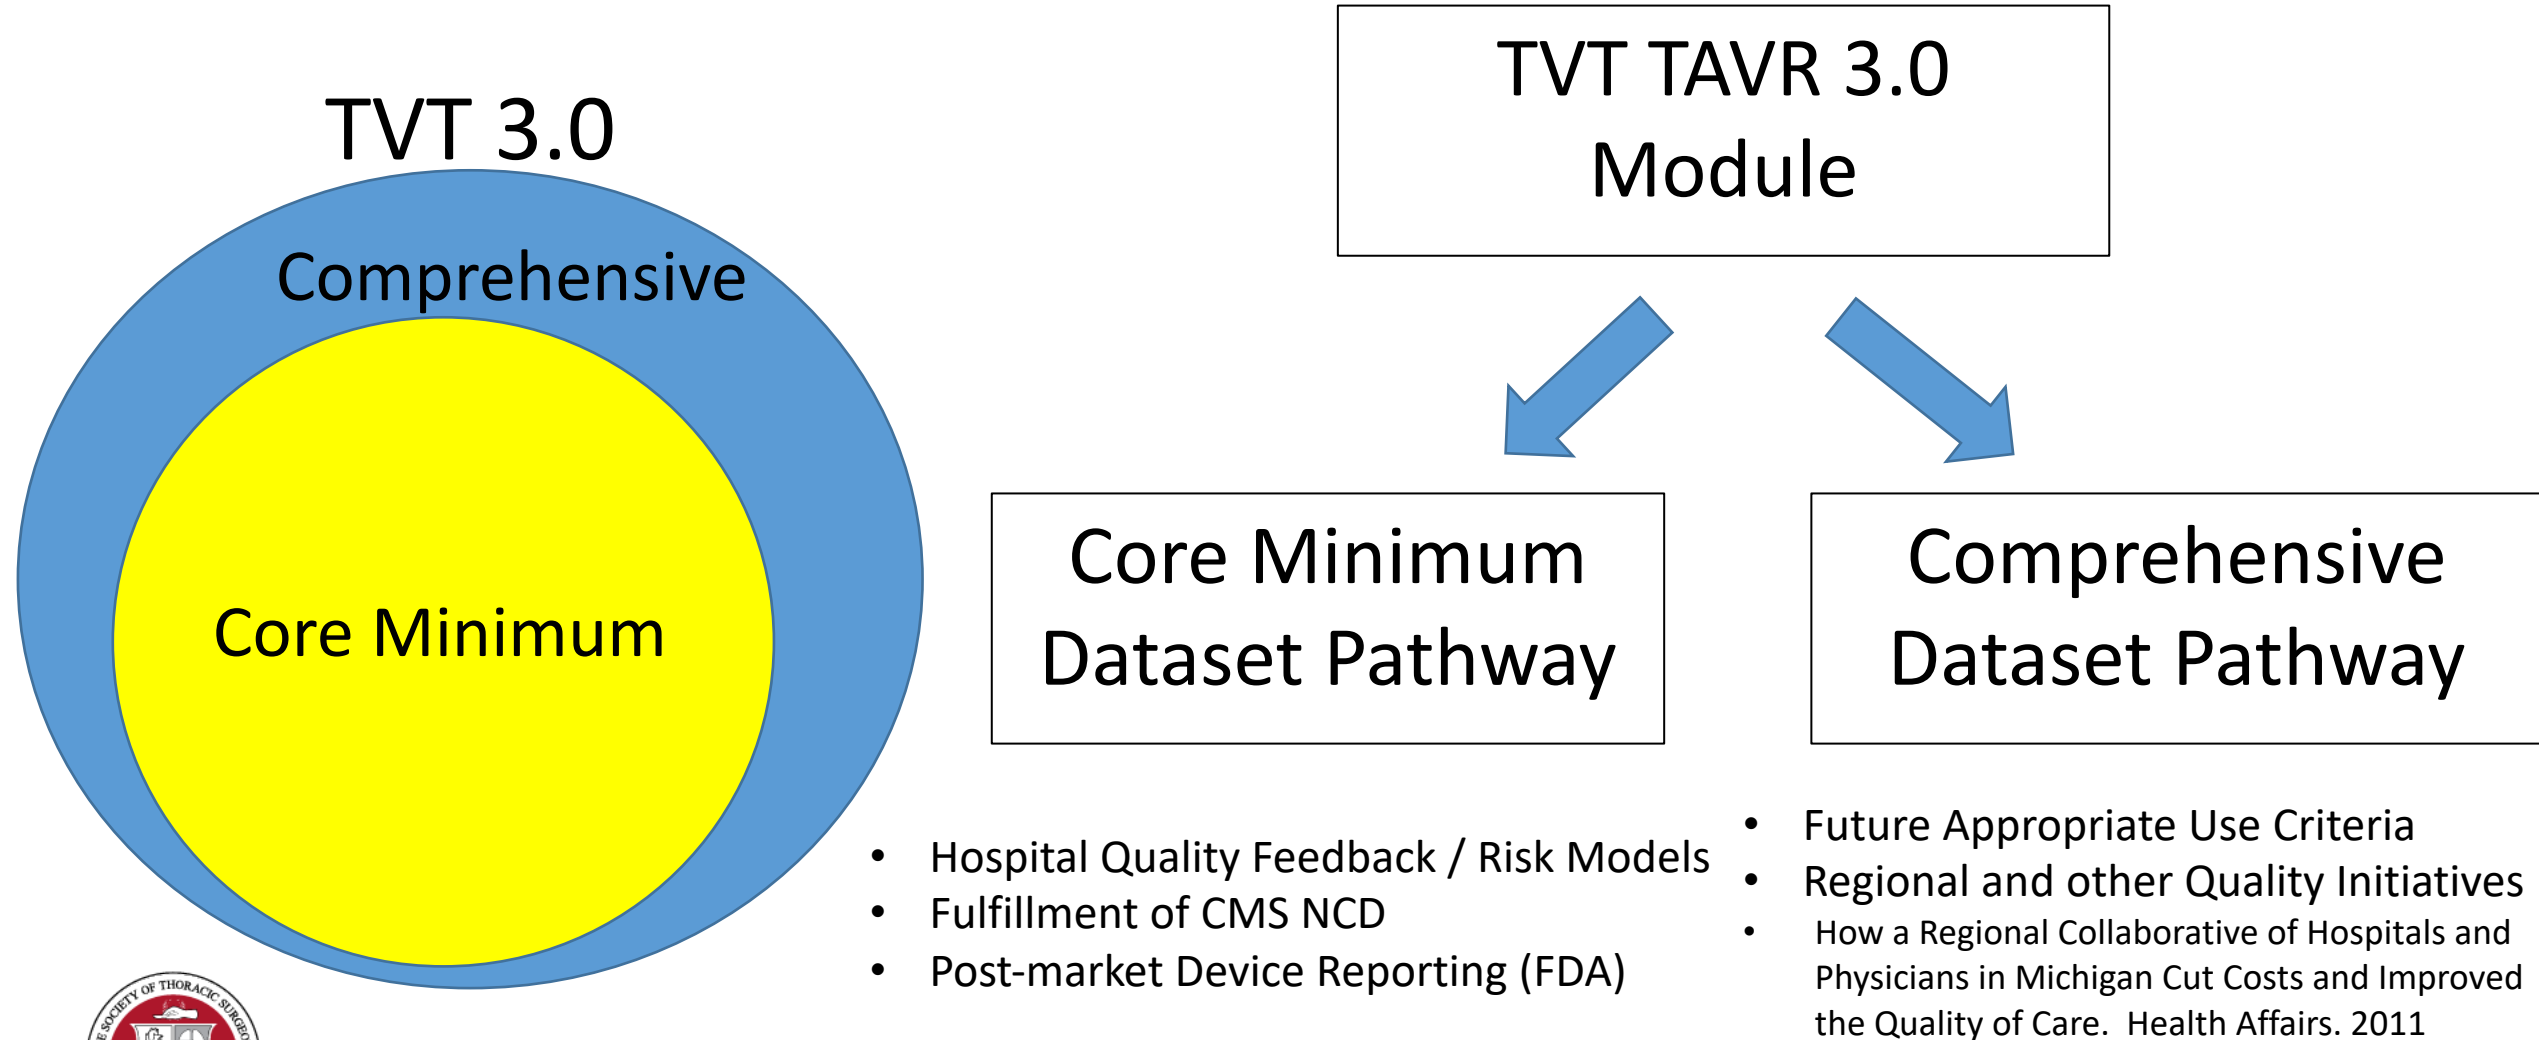 TVT 3.0
Comprehensive
Core Minimum
TVT TAVR 3.0
Module
Core Minimum
Dataset Pathway
Comprehensive
Dataset Pathway
• Hospital Quality Feedback / Risk Models
• Fulfillment of CMS NCD
• Post-market Device Reporting (FDA)
• Future Appropriate Use Criteria
• Regional and other Quality Initiatives
• How a Regional Collaborative of Hospitals and
Physicians in Michigan Cut Costs and Improved
the Quality of Care. Health Affairs. 2011
SOCIETY OF THORACIC